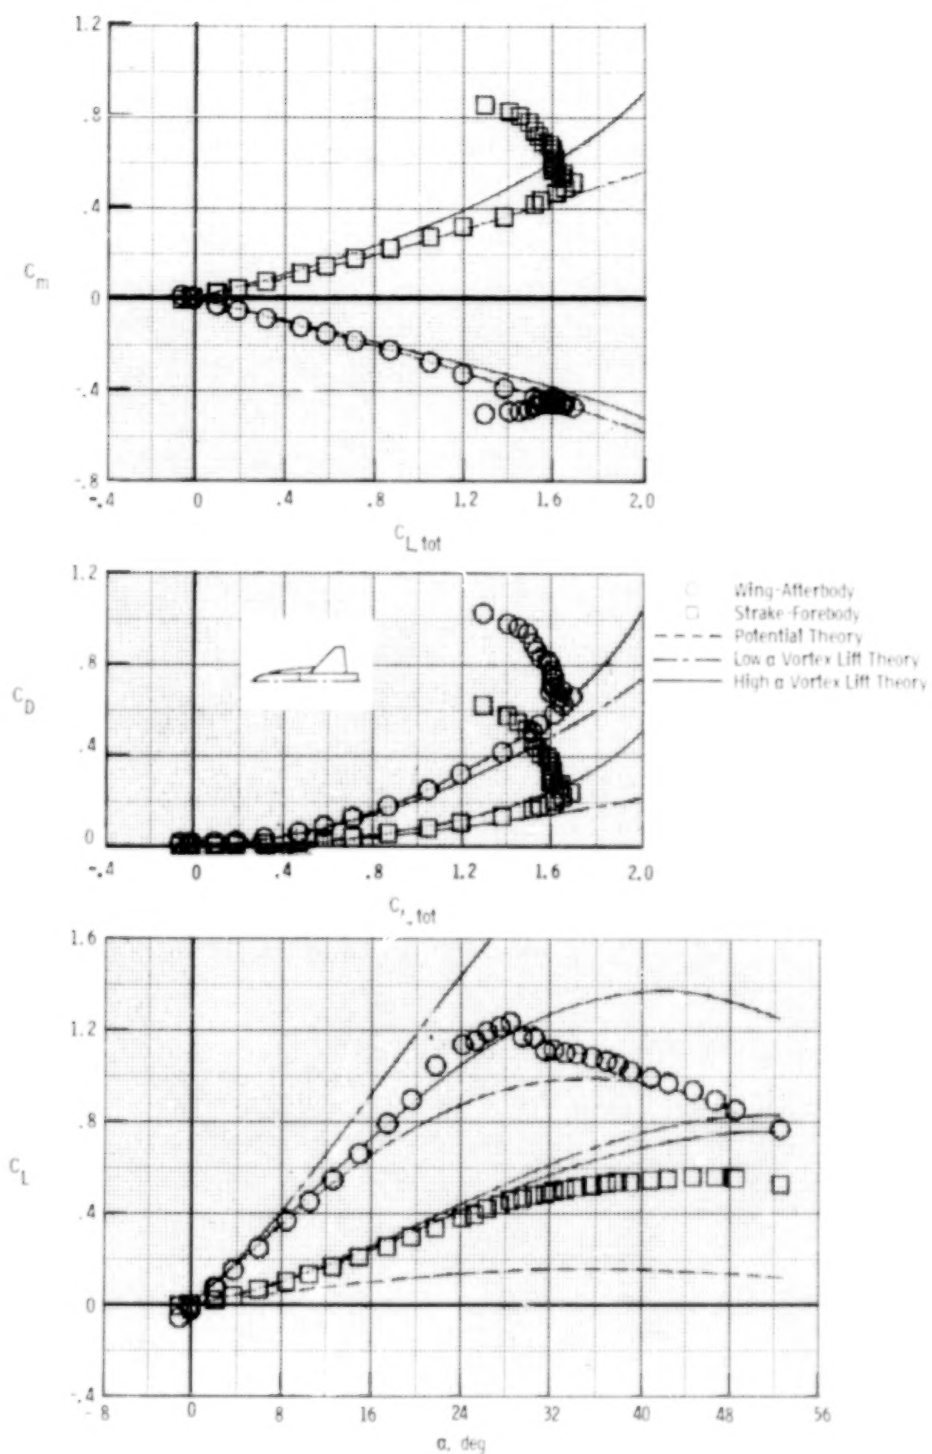 1.2
.8
.4
C_m
0
-.4
-.8
-.4 0 .4 .8 1.2 1.6 2.0
C_L, tot
1.2
.8
C_D
.4
0
-.4 0 .4 .8 1.2 1.6 2.0
tot
Wing-Afterbody
Strake-Forebody
Potential Theory
Low α Vortex Lift Theory
High α Vortex Lift Theory
1.6
1.2
.8
C_L
.4
0
-.4
-8 0 8 16 24 32 40 48 56
α, deg